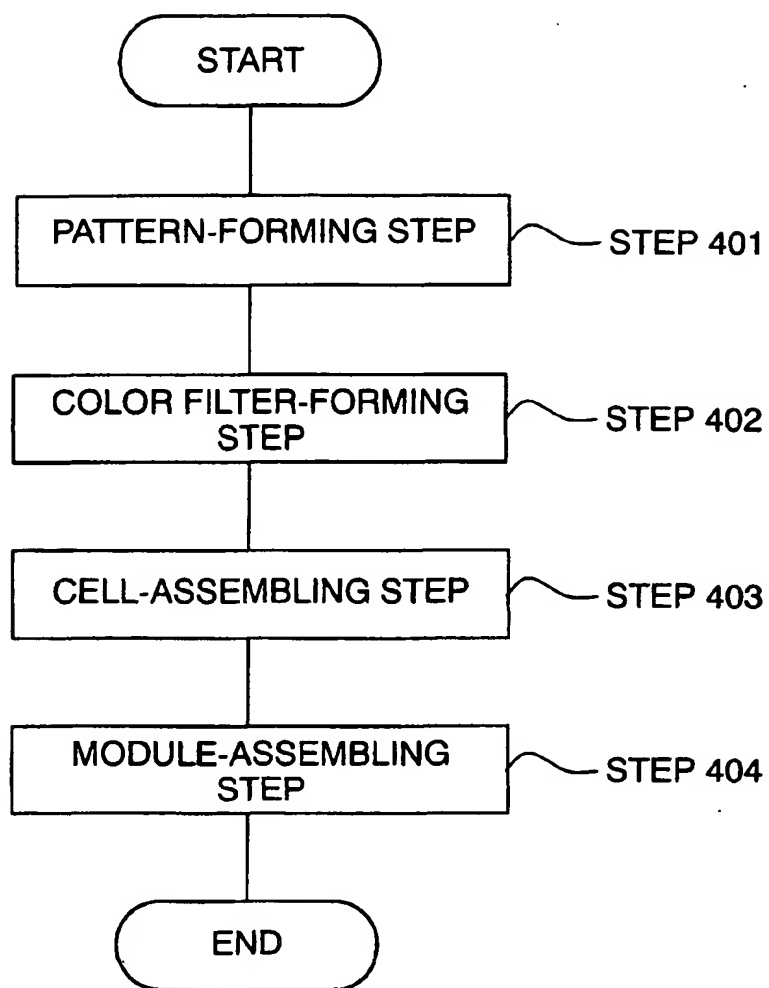 START
PATTERN-FORMING STEP
STEP 401
COLOR FILTER-FORMING
STEP
STEP 402
CELL-ASSEMBLING STEP
STEP 403
MODULE-ASSEMBLING
STEP
STEP 404
END